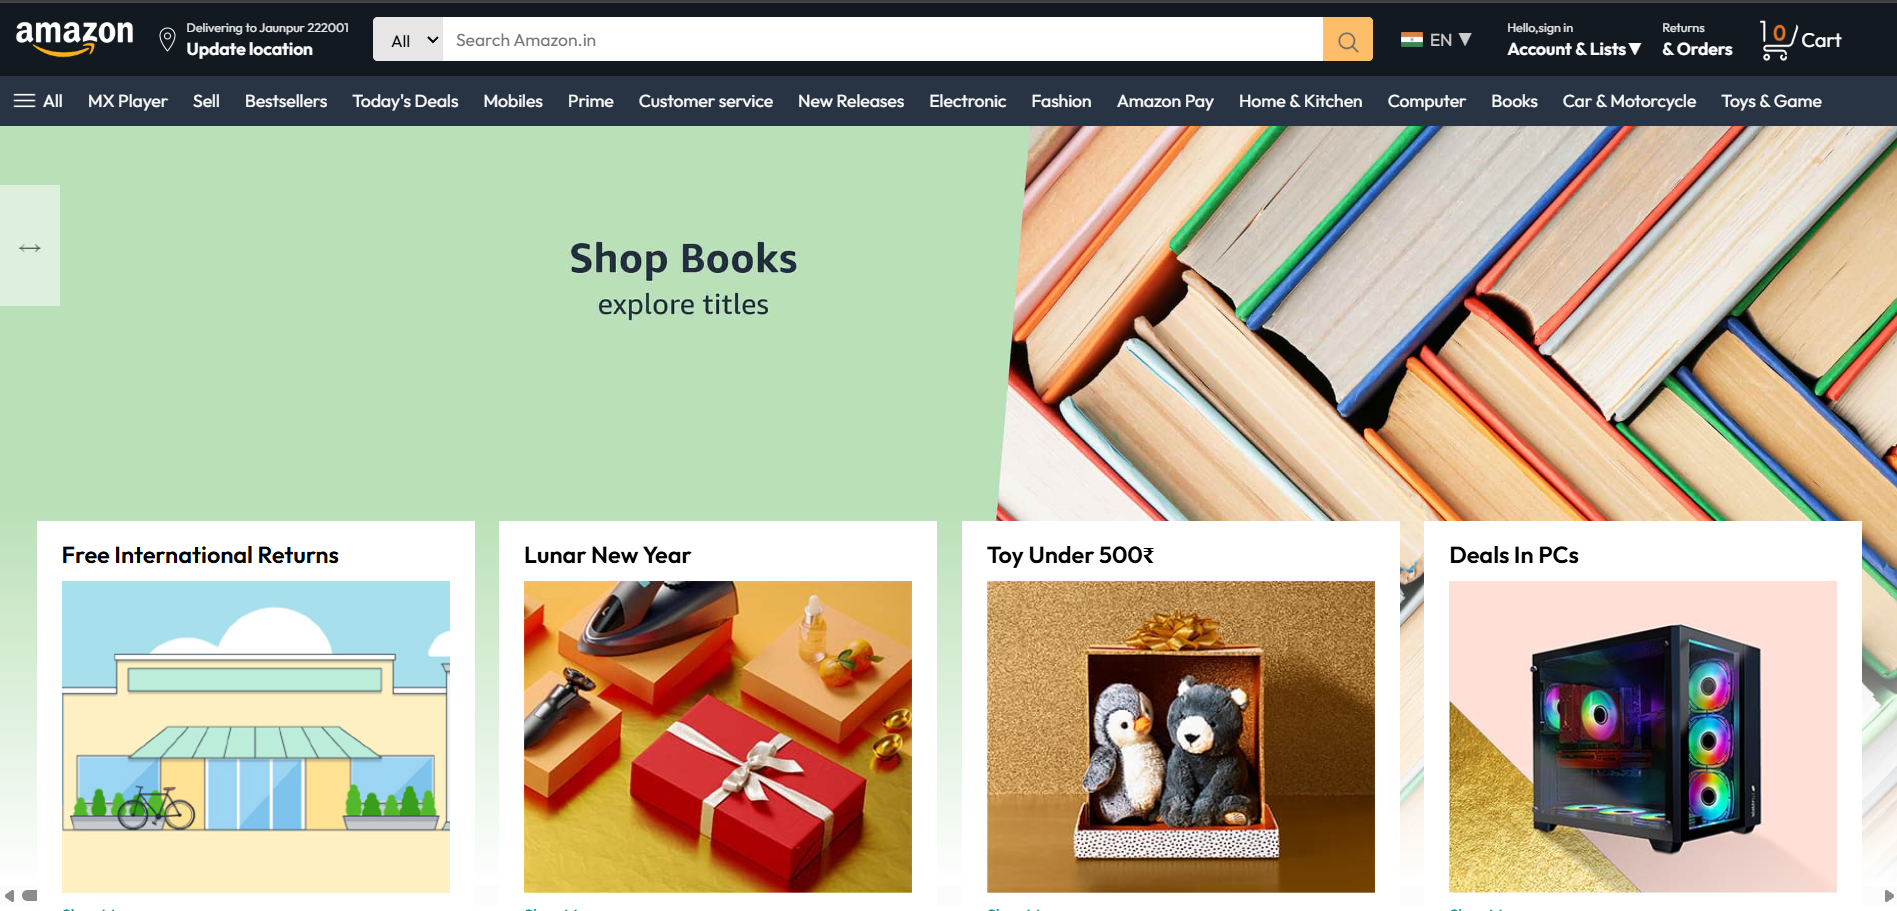 amazon
Delivering to Jaunpur 222001
Update location
All
Search Amazon.in
EN
Hello,sign in
Account & Lists
Returns
& Orders
0
Cart
All MX Player Sell Bestsellers Today's Deals Mobiles Prime Customer service New Releases Electronic Fashion Amazon Pay Home & Kitchen Computer Books Car & Motorcycle Toys & Game
Shop Books
explore titles
Free International Returns
Lunar New Year
Toy Under 500₹
Deals In PCs